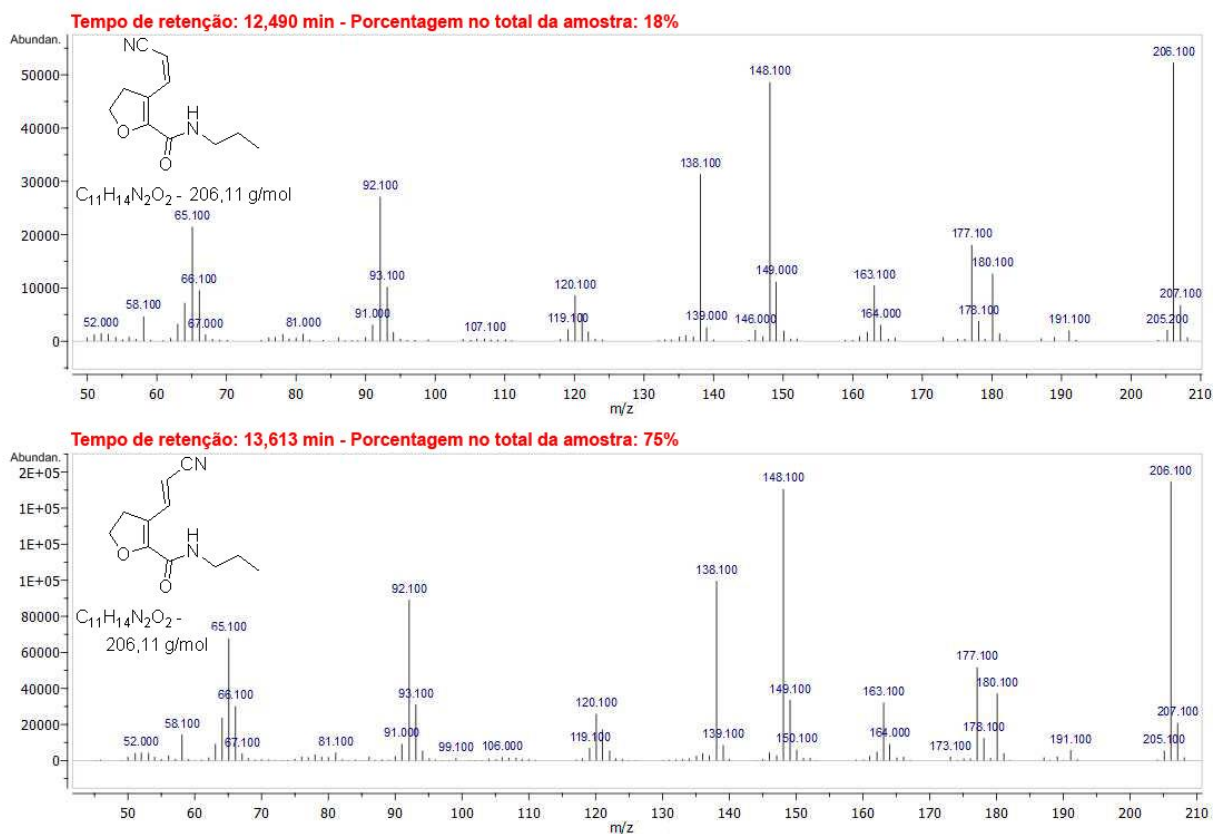 Tempo de retenção: 12,490 min - Porcentagem no total da amostra: 18%
Abundan.
50000
40000
30000
20000
10000
0
NC
H
N
O
O
C11H14N2O2 - 206,11 g/mol
52.000
58.100
65.100
66.100
67.000
81.000
91.000
92.100
93.100
107.100
119.100
120.100
138.100
139.000
146.000
148.100
149.000
163.100
164.000
177.100
178.100
180.100
191.100
205.200
206.100
207.100
50 60 70 80 90 100 110 120 130 140 150 160 170 180 190 200 210
m/z
Tempo de retenção: 13,613 min - Porcentagem no total da amostra: 75%
Abundan.
2E+05
1E+05
1E+05
1E+05
80000
60000
40000
20000
0
CN
H
N
O
O
C11H14N2O2 -
206,11 g/mol
52.000
58.100
65.100
66.100
67.100
81.100
91.000
92.100
93.100
99.100
106.000
119.100
120.100
138.100
139.100
148.100
149.100
150.100
163.100
164.000
173.100
177.100
178.100
180.100
191.100
205.100
206.100
207.100
50 60 70 80 90 100 110 120 130 140 150 160 170 180 190 200 210
m/z